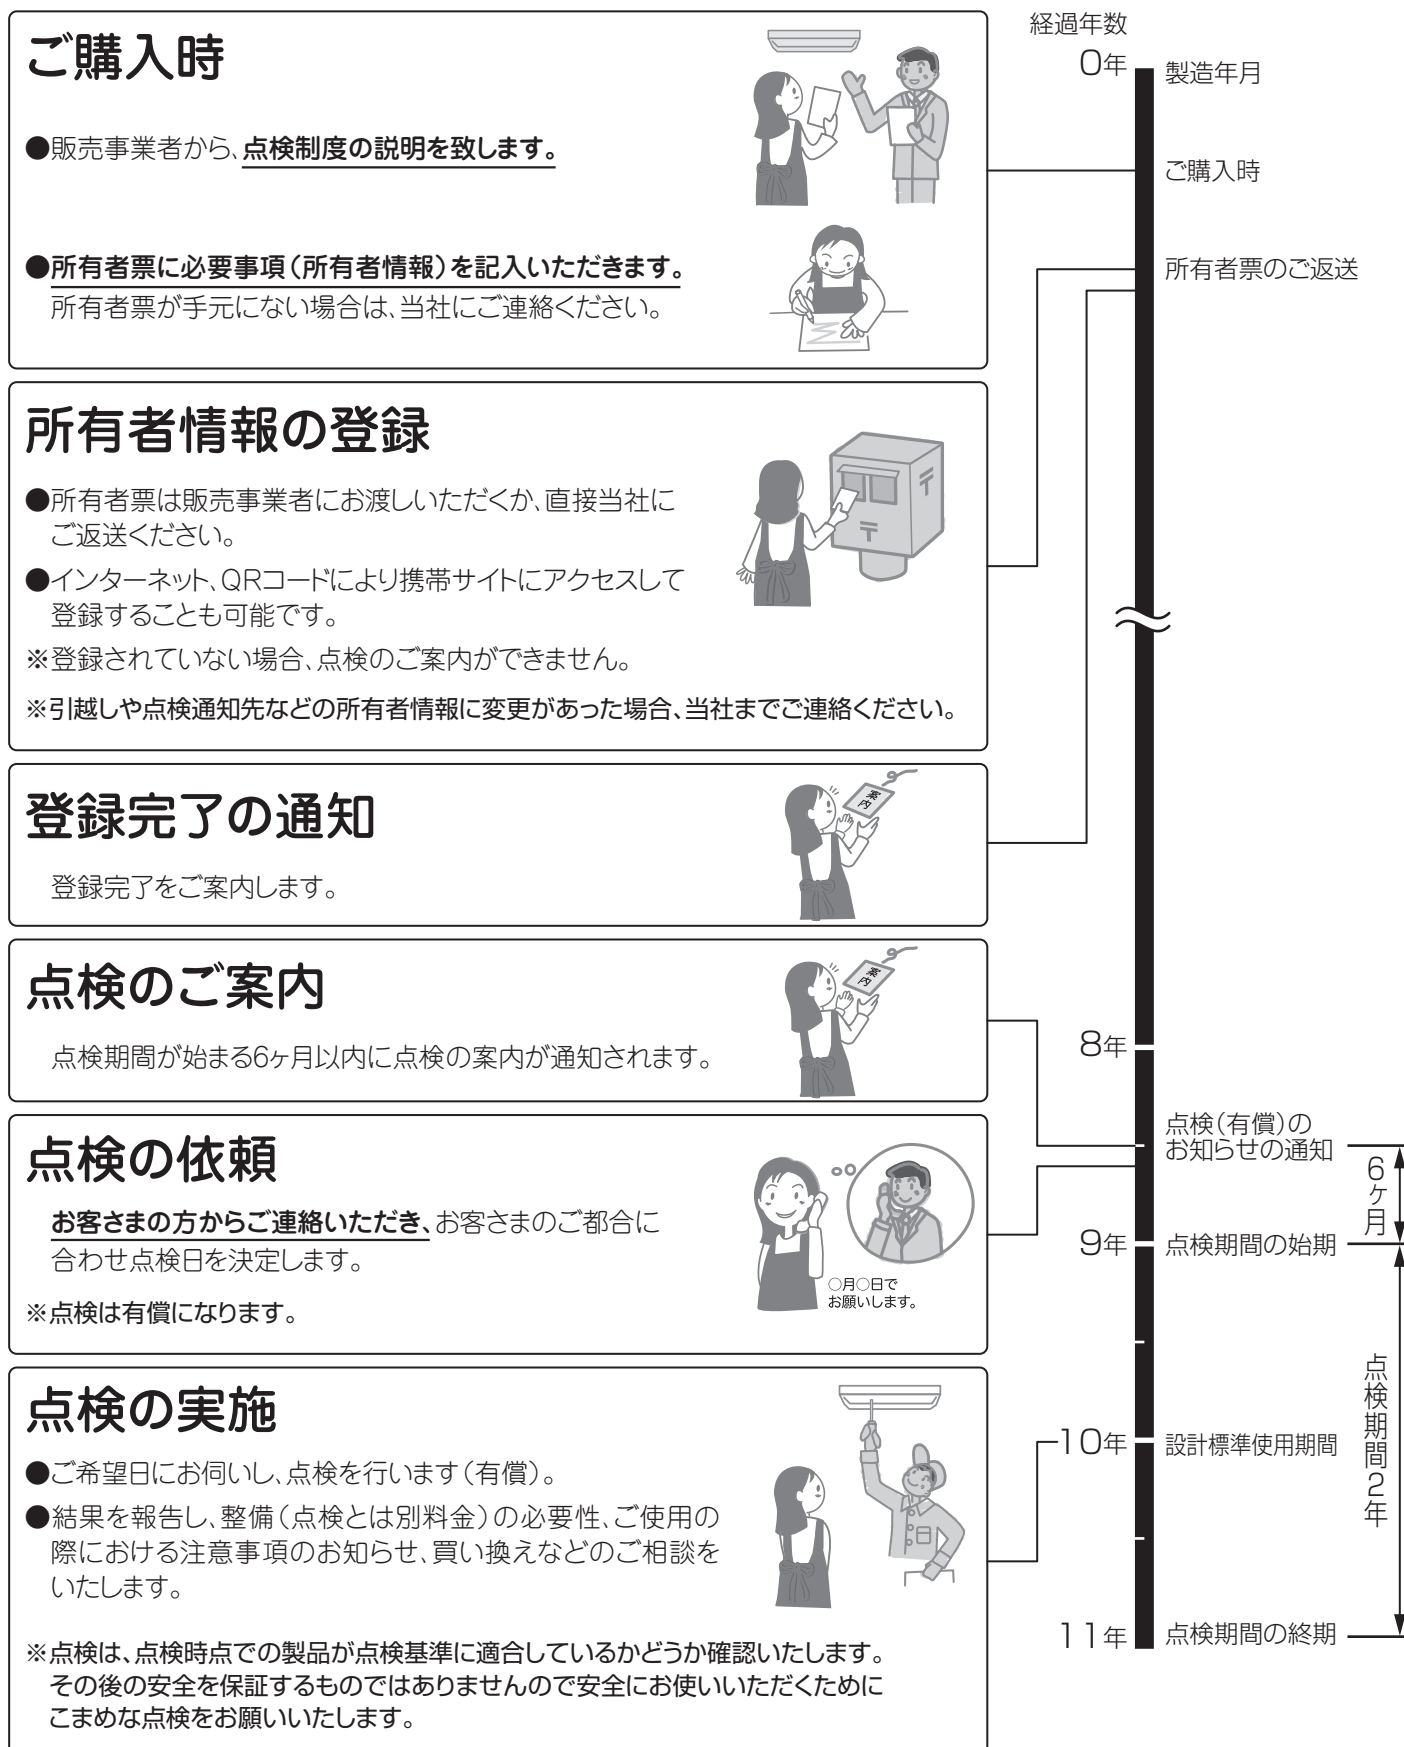 ご購入時
●販売事業者から、点検制度の説明を致します。
●所有者票に必要事項（所有者情報）を記入いただきます。
所有者票が手元にない場合は、当社にご連絡ください。
所有者情報の登録
●所有者票は販売事業者にお渡しいただくか、直接当社に
ご返送ください。
●インターネット、QRコードにより携帯サイトにアクセスして
登録することも可能です。
※登録されていない場合、点検のご案内ができません。
※引越しや点検通知先などの所有者情報に変更があった場合、当社までご連絡ください。
登録完了の通知
案内
登録完了をご案内します。
点検のご案内
案内
点検期間が始まる6ヶ月以内に点検の案内が通知されます。
点検の依頼
お客さまの方からご連絡いただき、お客さまのご都合に
合わせ点検日を決定します。
※点検は有償になります。
○月○日で
お願いします。
点検の実施
●ご希望日にお伺いし、点検を行います（有償）。
●結果を報告し、整備（点検とは別料金）の必要性、ご使用の
際における注意事項のお知らせ、買い換えなどのご相談を
いたします。
※点検は、点検時点での製品が点検基準に適合しているかどうか確認いたします。
その後の安全を保証するものではありませんので安全にお使いいただくために
こまめな点検をお願いいたします。
経過年数
0年
製造年月
ご購入時
所有者票のご返送
8年
点検（有償）の
お知らせの通知
6ヶ月
9年
点検期間の始期
点検期間2年
10年
設計標準使用期間
11年
点検期間の終期